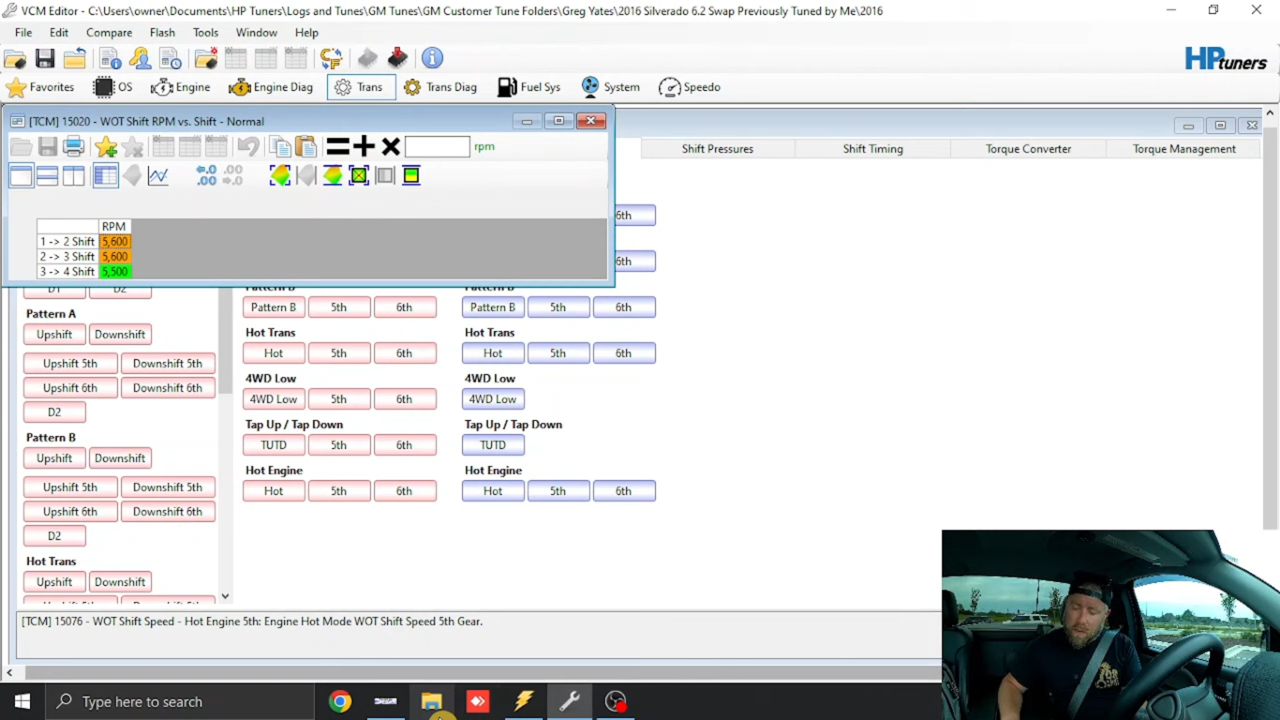 VCM Editor - C:\Users\owner\Documents\HP Tuners\Logs and Tunes\GM Tunes\GM Customer Tune Folders\Greg Yates\2016 Silverado 6.2 Swap Previously Tuned by Me\2016
File Edit Compare Flash Tools Window Help
HPtuners
Favorites OS Engine Engine Diag Trans Trans Diag Fuel Sys System Speedo
[TCM] 15020 - WOT Shift RPM vs. Shift - Normal
rpm
Shift Pressures Shift Timing Torque Converter Torque Management
RPM
1 -> 2 Shift 5,600
2 -> 3 Shift 5,600
3 -> 4 Shift 5,500
6th
6th
D1 D2
Pattern A
Upshift Downshift
Upshift 5th Downshift 5th
Upshift 6th Downshift 6th
D2
Pattern B
Upshift Downshift
Upshift 5th Downshift 5th
Upshift 6th Downshift 6th
D2
Hot Trans
Upshift Downshift
Upshift 5th Downshift 5th
Pattern B
Pattern B 5th 6th
Hot Trans
Hot 5th 6th
4WD Low
4WD Low 5th 6th
Tap Up / Tap Down
TUTD 5th 6th
Hot Engine
Hot 5th 6th
Pattern B
Pattern B 5th 6th
Hot Trans
Hot 5th 6th
4WD Low
4WD Low
Tap Up / Tap Down
TUTD
Hot Engine
Hot 5th 6th
[TCM] 15076 - WOT Shift Speed - Hot Engine 5th: Engine Hot Mode WOT Shift Speed 5th Gear.
Type here to search